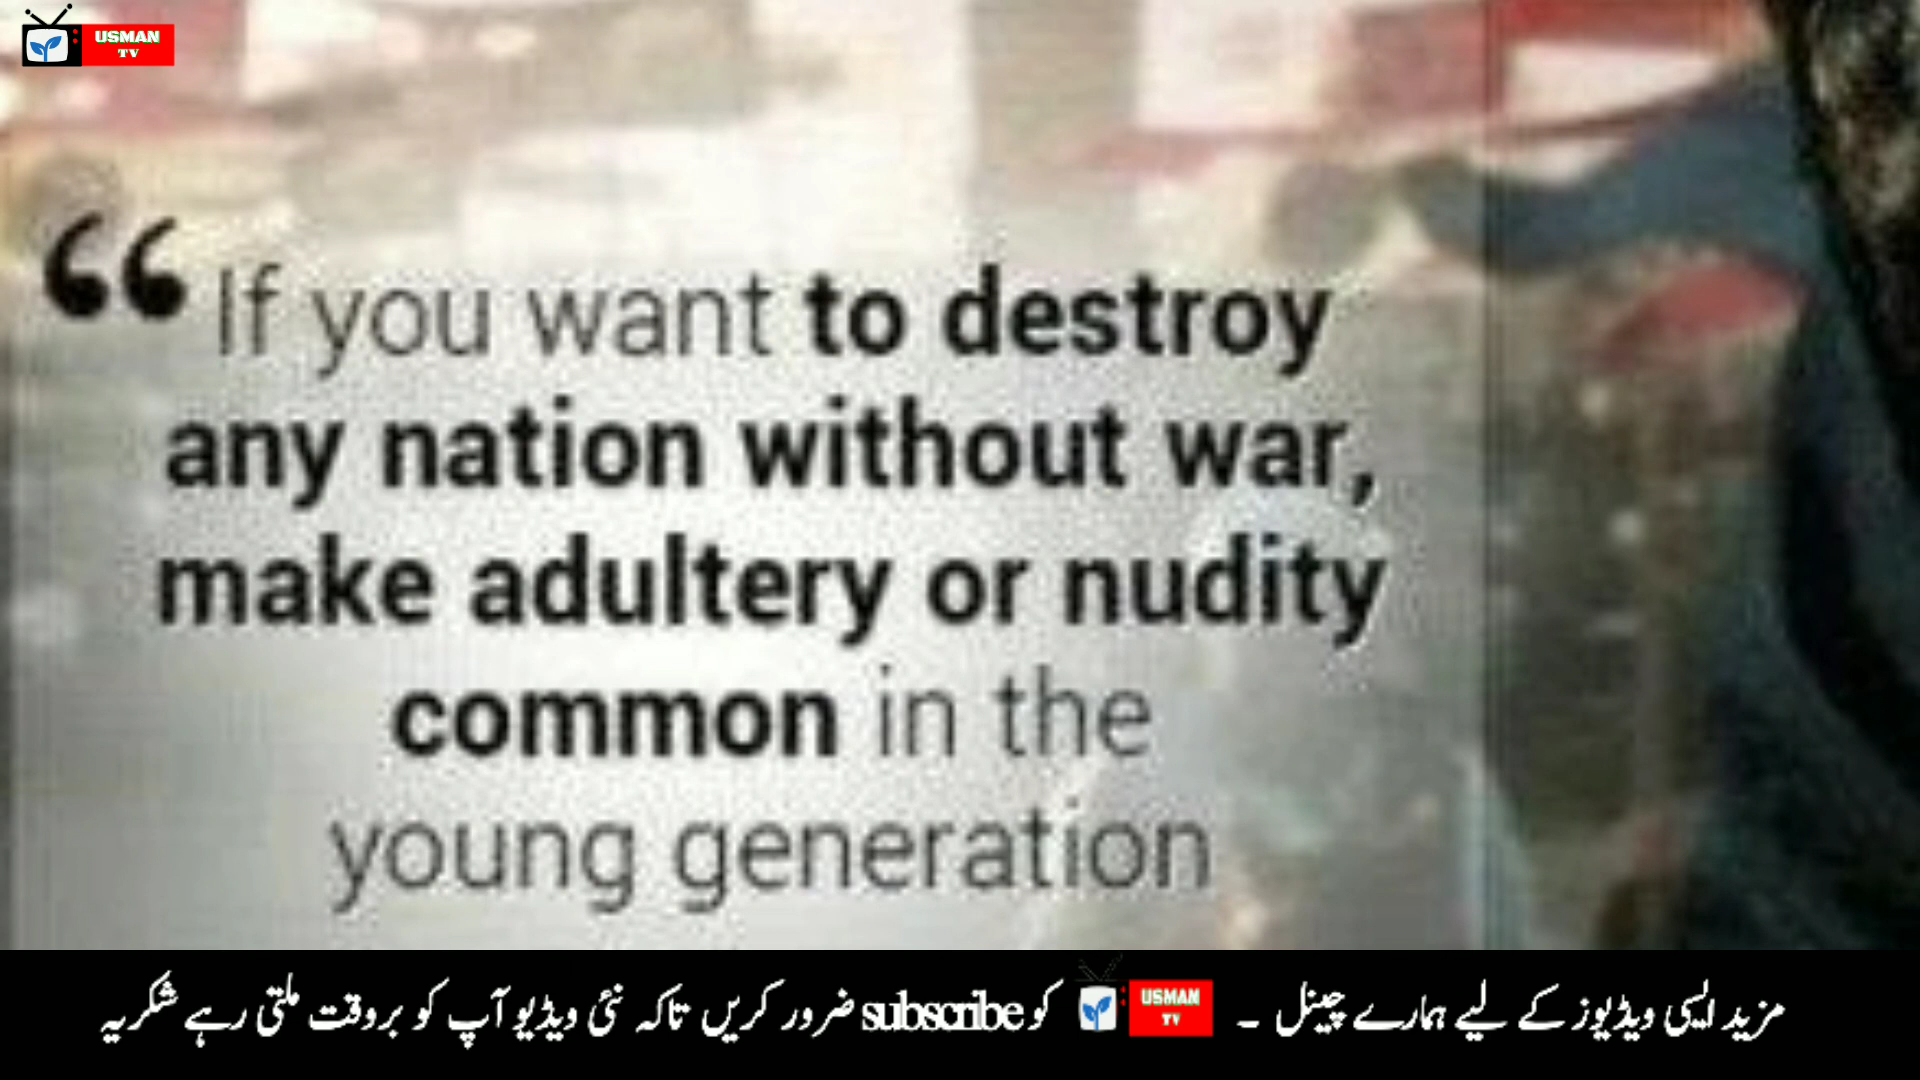 USMAN
TV
“If you want to destroy
any nation without war,
make adultery or nudity
common in the
young generation
مزید ایسی ویڈیوز کے لیے ہمارے چینل ۔ USMAN TV کو subscribe ضرور کریں تاکہ نئی ویڈیو آپ کو بروقت ملتی رہے شکریہ